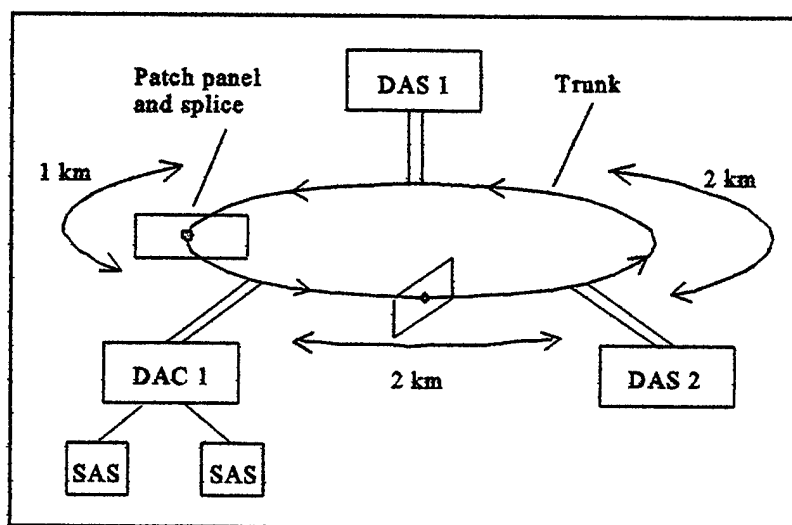 DAS 1
Patch panel
and splice
Trunk
1 km
2 km
DAC 1
2 km
DAS 2
SAS
SAS